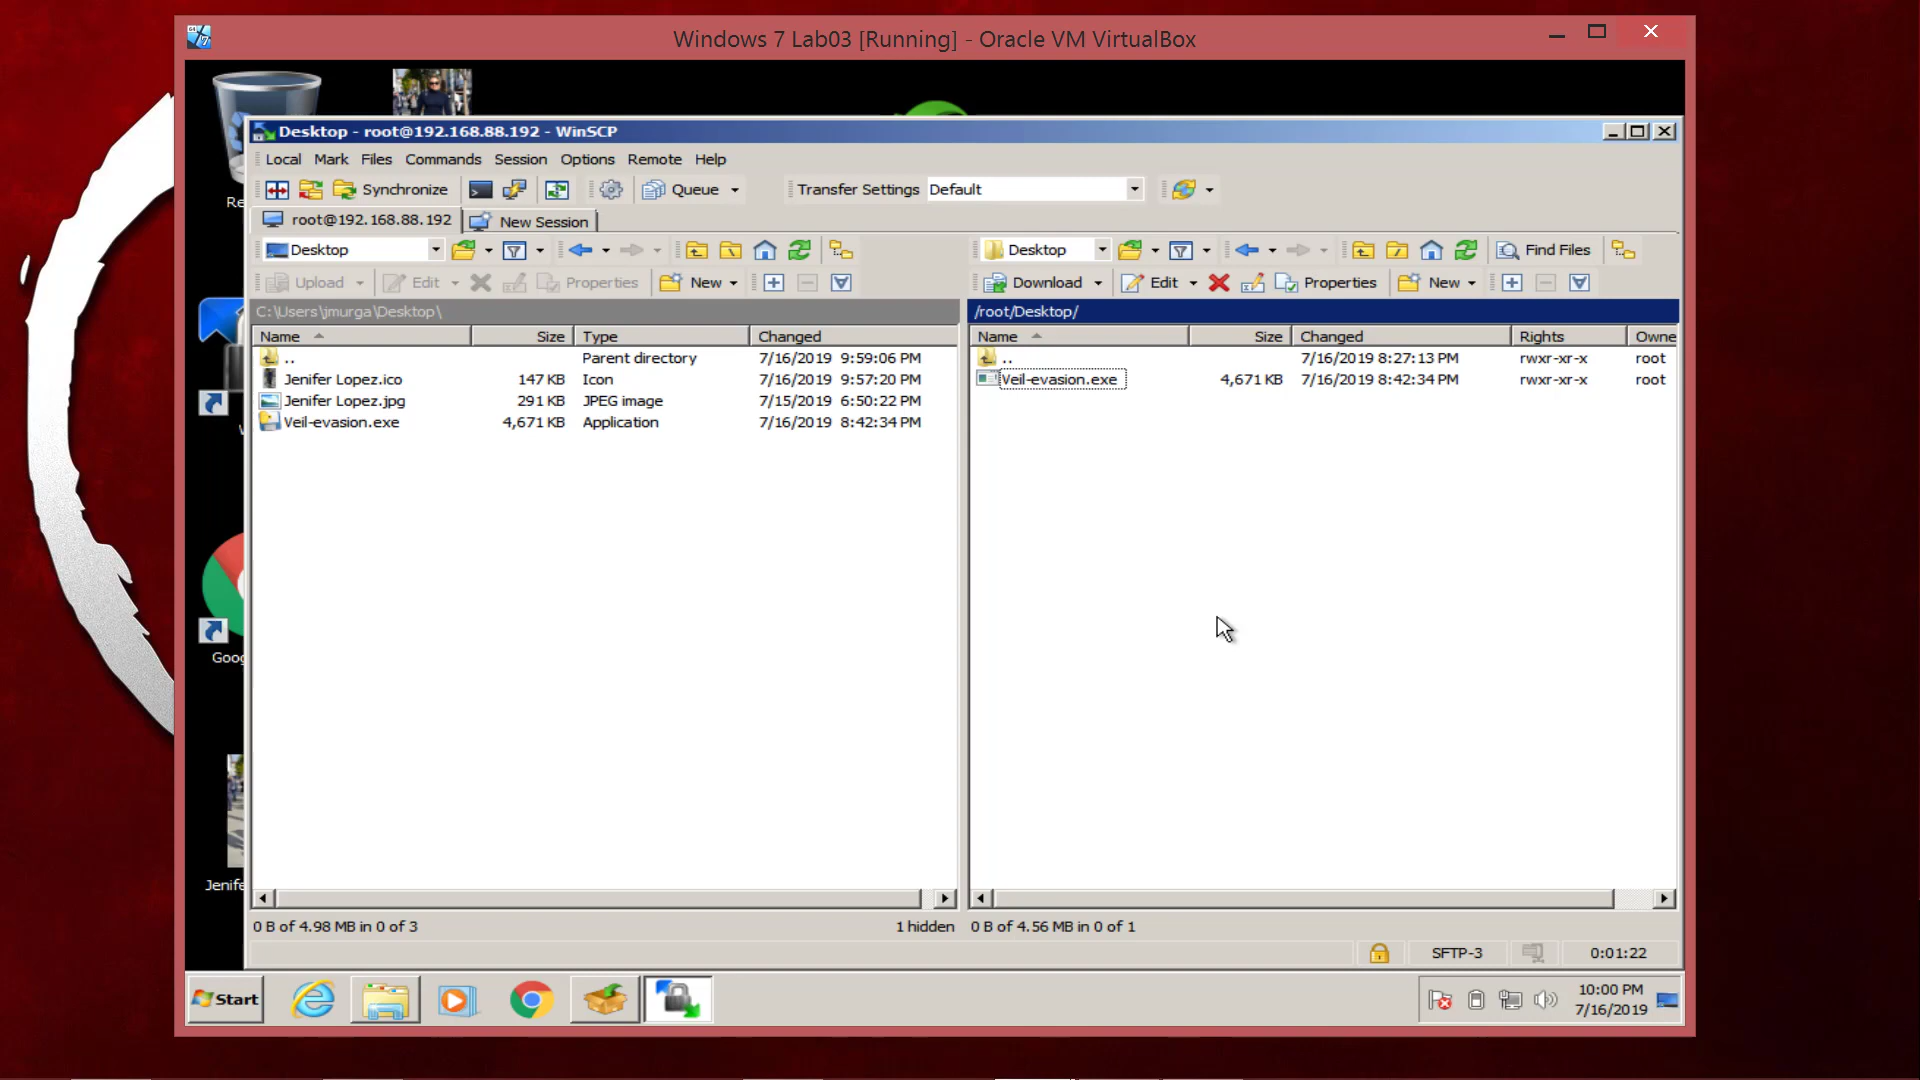 Windows 7 Lab03 [Running] - Oracle VM VirtualBox
Desktop - root@192.168.88.192 - WinSCP
Local Mark Files Commands Session Options Remote Help
Synchronize Queue Transfer Settings Default
root@192.168.88.192 New Session
Desktop Desktop Find Files
Upload Edit Properties New Download Edit Properties New
C:\Users\jmurga\Desktop\ /root/Desktop/
Name Size Type Changed Name Size Changed Rights Owne
.. Parent directory 7/16/2019 9:59:06 PM .. 7/16/2019 8:27:13 PM rwxr-xr-x root
Jenifer Lopez.ico 147 KB Icon 7/16/2019 9:57:20 PM Veil-evasion.exe 4,671 KB 7/16/2019 8:42:34 PM rwxr-xr-x root
Jenifer Lopez.jpg 291 KB JPEG image 7/15/2019 6:50:22 PM
Veil-evasion.exe 4,671 KB Application 7/16/2019 8:42:34 PM
Re
Goog
Jenife
0 B of 4.98 MB in 0 of 3 1 hidden 0 B of 4.56 MB in 0 of 1
SFTP-3 0:01:22
Start 10:00 PM
7/16/2019